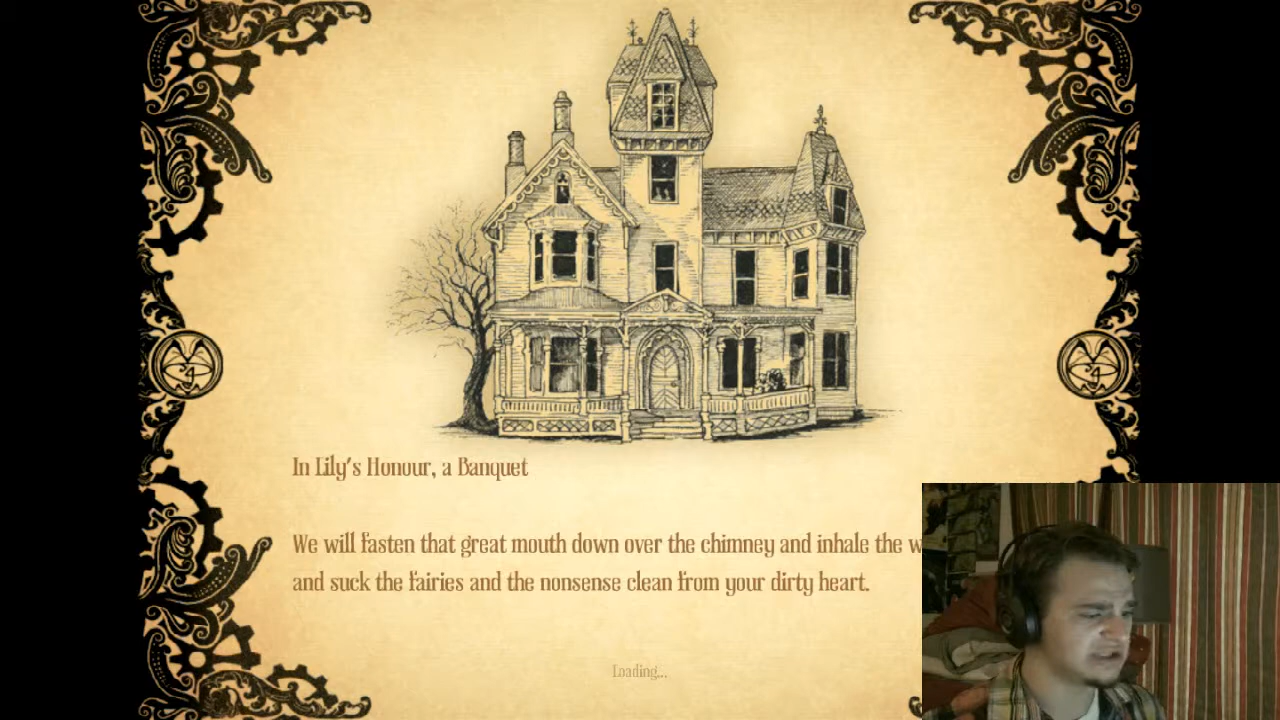 In Lily's Honour, a Banquet
We will fasten that great mouth down over the chimney and inhale the
and suck the fairies and the nonsense clean from your dirty heart.
Loading...